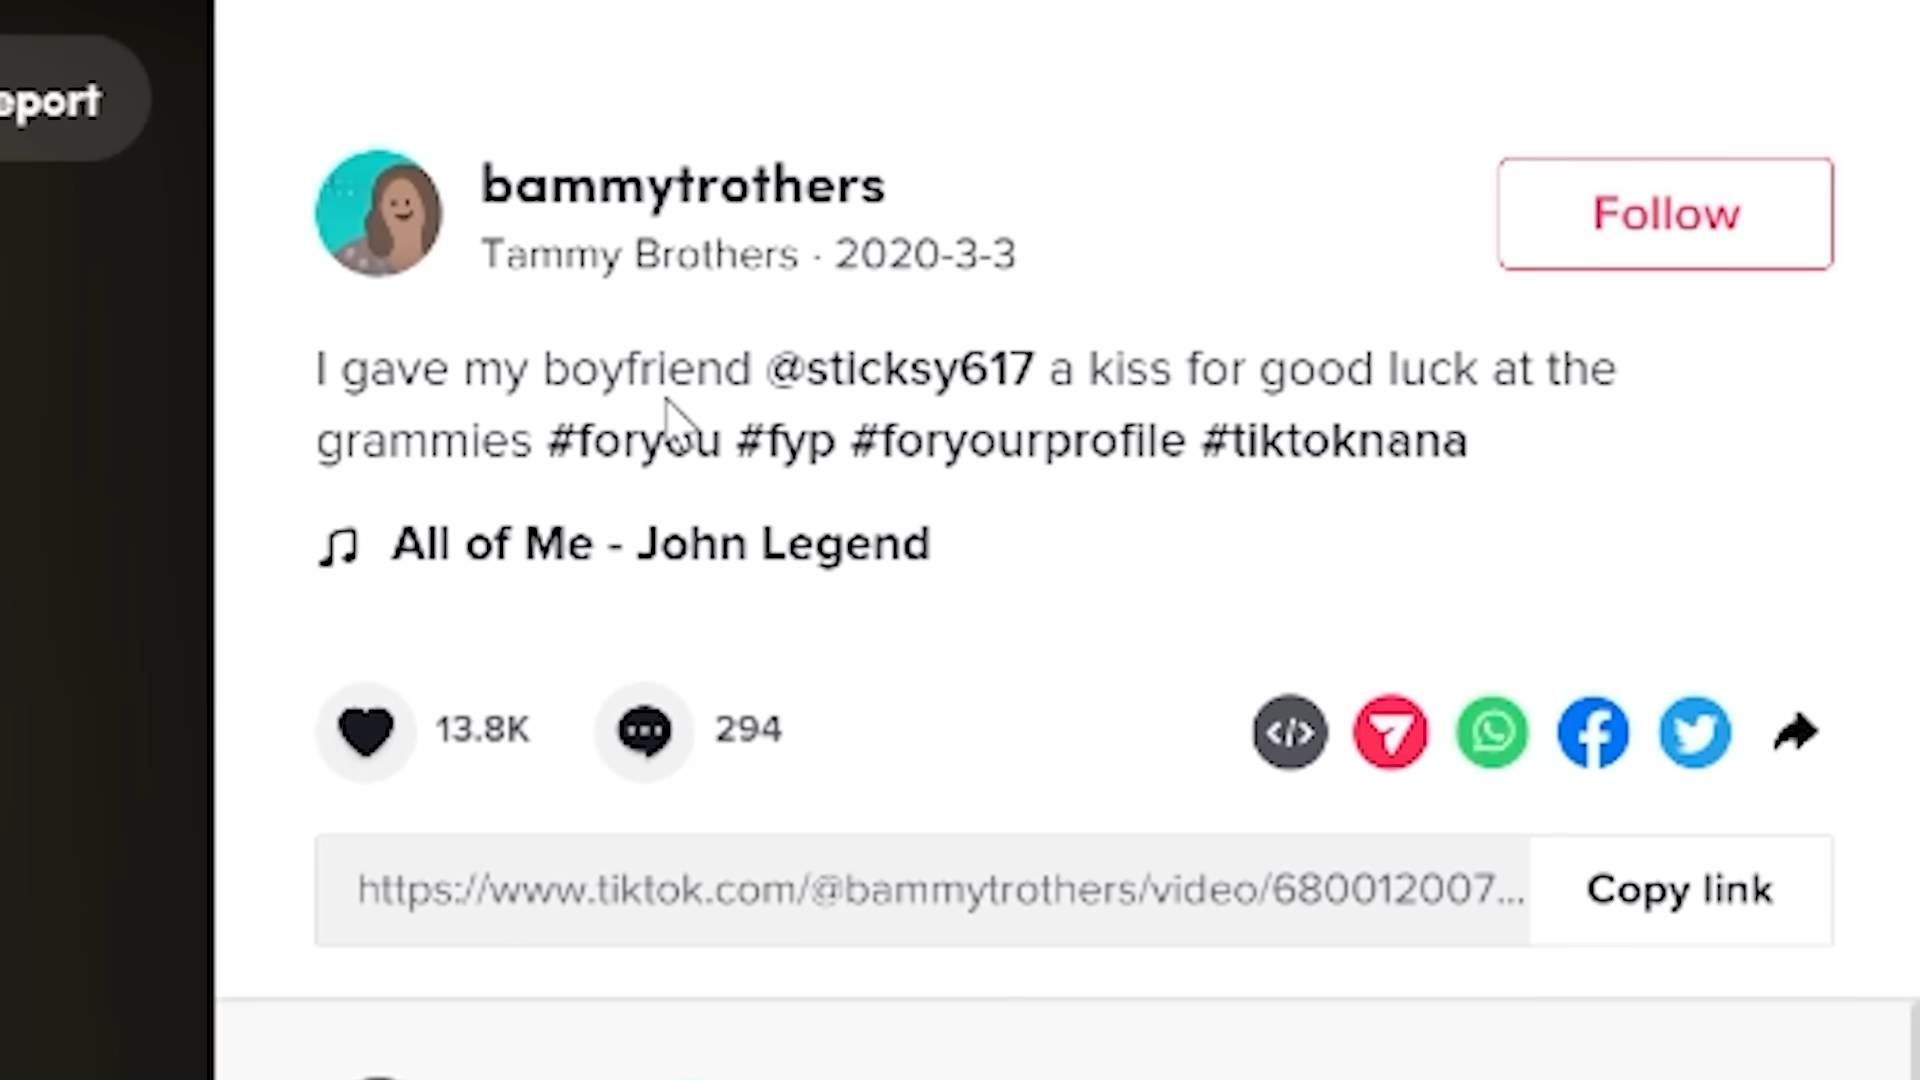 eport
bammytrothers
Tammy Brothers · 2020-3-3
Follow
I gave my boyfriend @sticksy617 a kiss for good luck at the
grammies #foryou #fyp #foryourprofile #tiktoknana
All of Me - John Legend
13.8K
294
https://www.tiktok.com/@bammytrothers/video/680012007...
Copy link